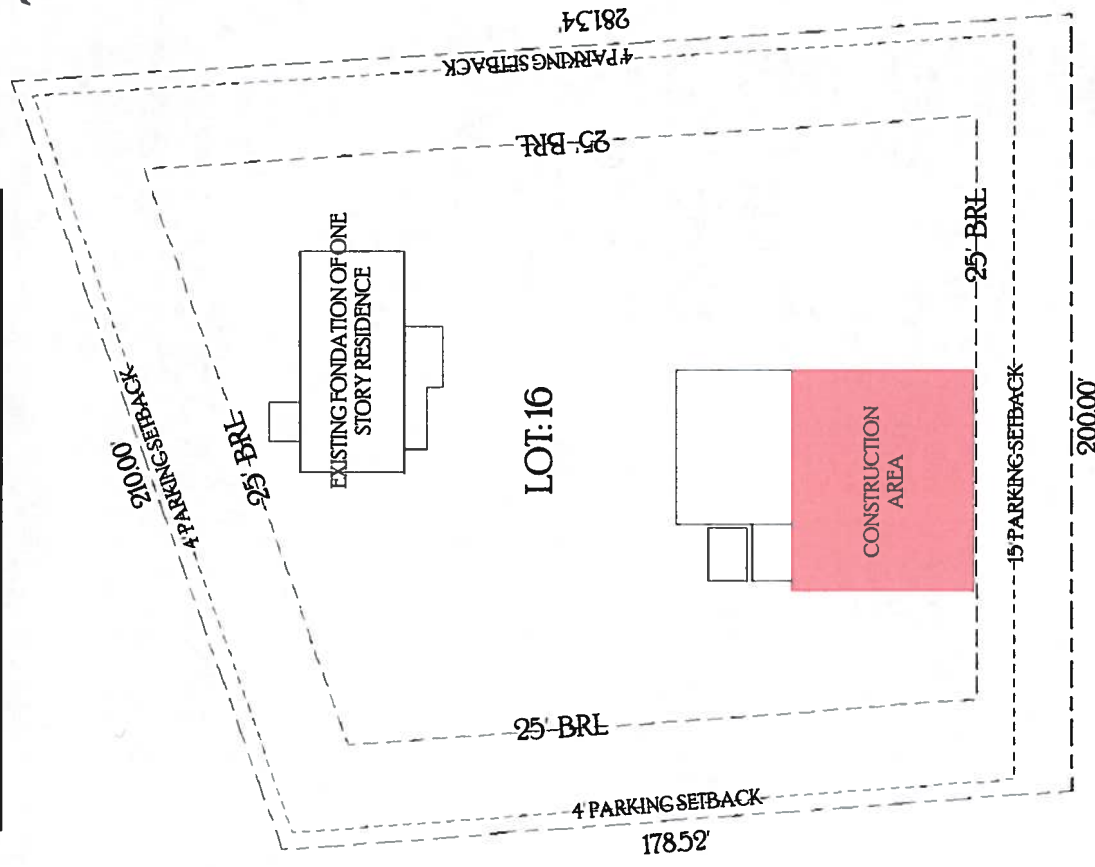 281.34'
4' PARKING SETBACK
25' BRL
EXISTING FONDATION OF ONE
STORY RESIDENCE
210.00'
4' PARKING SETBACK
25' BRL
LOT: 16
25' BRL
CONSTRUCTION
AREA
15' PARKING SETBACK
200.00'
25' BRL
4' PARKING SETBACK
178.52'